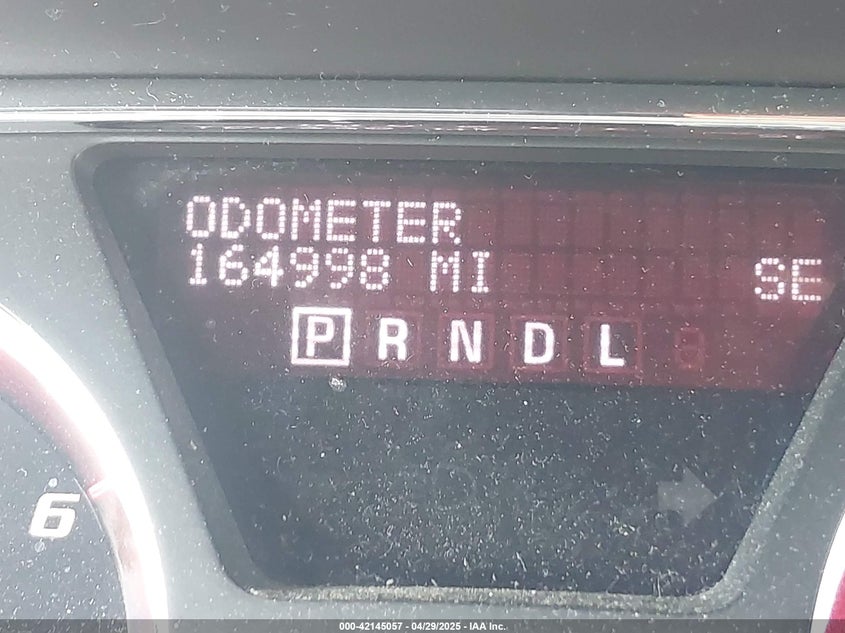 ODOMETER
164998 MI SE
P R N D L
6
000-42145057 - 04/29/2025 - IAA Inc.